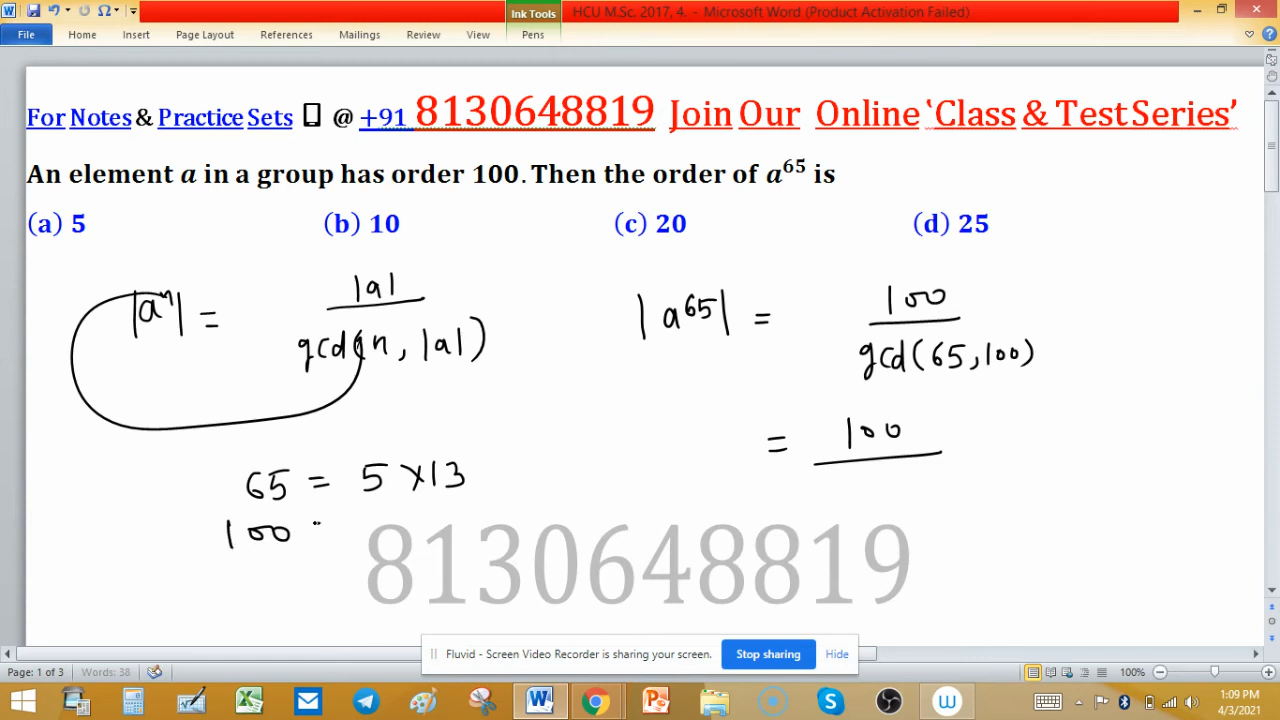 HCU M.Sc. 2017, 4. - Microsoft Word (Product Activation Failed)
Ink Tools
File Home Insert Page Layout References Mailings Review View Pens
For Notes & Practice Sets @ +91 8130648819 Join Our Online 'Class & Test Series'
An element a in a group has order 100. Then the order of a^65 is
(a) 5 (b) 10 (c) 20 (d) 25
|a^n| = |a| / gcd(n, |a|)
|a^65| = 100 / gcd(65, 100)
= 100
65 = 5 × 13
100
8130648819
Fluvid - Screen Video Recorder is sharing your screen. Stop sharing Hide
Page: 1 of 3 Words: 38 100%
1:09 PM
4/3/2021